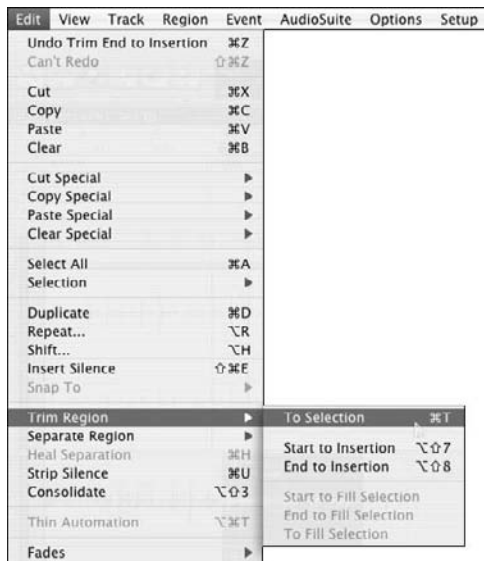 Edit View Track Region Event AudioSuite Options Setup
Undo Trim End to Insertion ⌘Z
Can't Redo ⇧⌘Z
Cut ⌘X
Copy ⌘C
Paste ⌘V
Clear ⌘B
Cut Special ▶
Copy Special ▶
Paste Special ▶
Clear Special ▶
Select All ⌘A
Selection ▶
Duplicate ⌘D
Repeat... ⌥R
Shift... ⌥H
Insert Silence ⇧⌘E
Snap To ▶
Trim Region ▶
To Selection ⌘T
Start to Insertion ⌥⇧7
End to Insertion ⌥⇧8
Start to Fill Selection
End to Fill Selection
To Fill Selection
Separate Region ▶
Heal Separation ⌘H
Strip Silence ⌘U
Consolidate ⌥⇧3
Thin Automation ⌥⌘T
Fades ▶